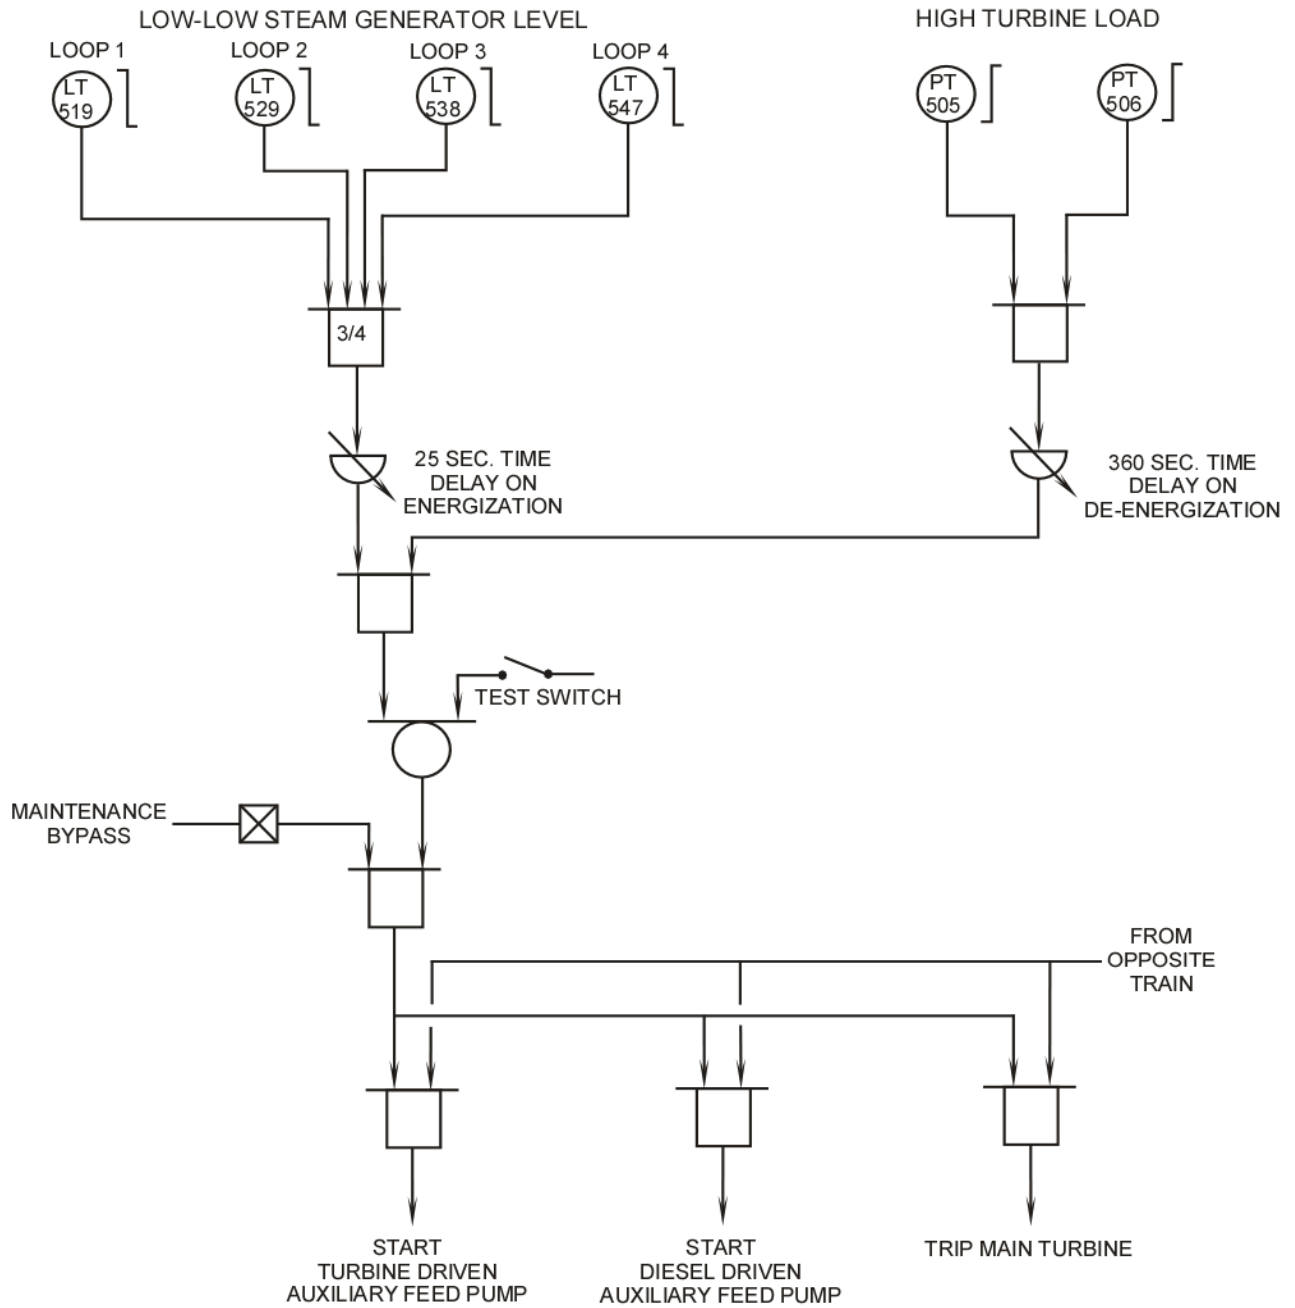 LOW-LOW STEAM GENERATOR LEVEL
HIGH TURBINE LOAD
LOOP 1
LOOP 2
LOOP 3
LOOP 4
LT
519
LT
529
LT
538
LT
547
PT
505
PT
506
3/4
25 SEC. TIME
DELAY ON
ENERGIZATION
360 SEC. TIME
DELAY ON
DE-ENERGIZATION
TEST SWITCH
MAINTENANCE
BYPASS
FROM
OPPOSITE
TRAIN
START
TURBINE DRIVEN
AUXILIARY FEED PUMP
START
DIESEL DRIVEN
AUXILIARY FEED PUMP
TRIP MAIN TURBINE